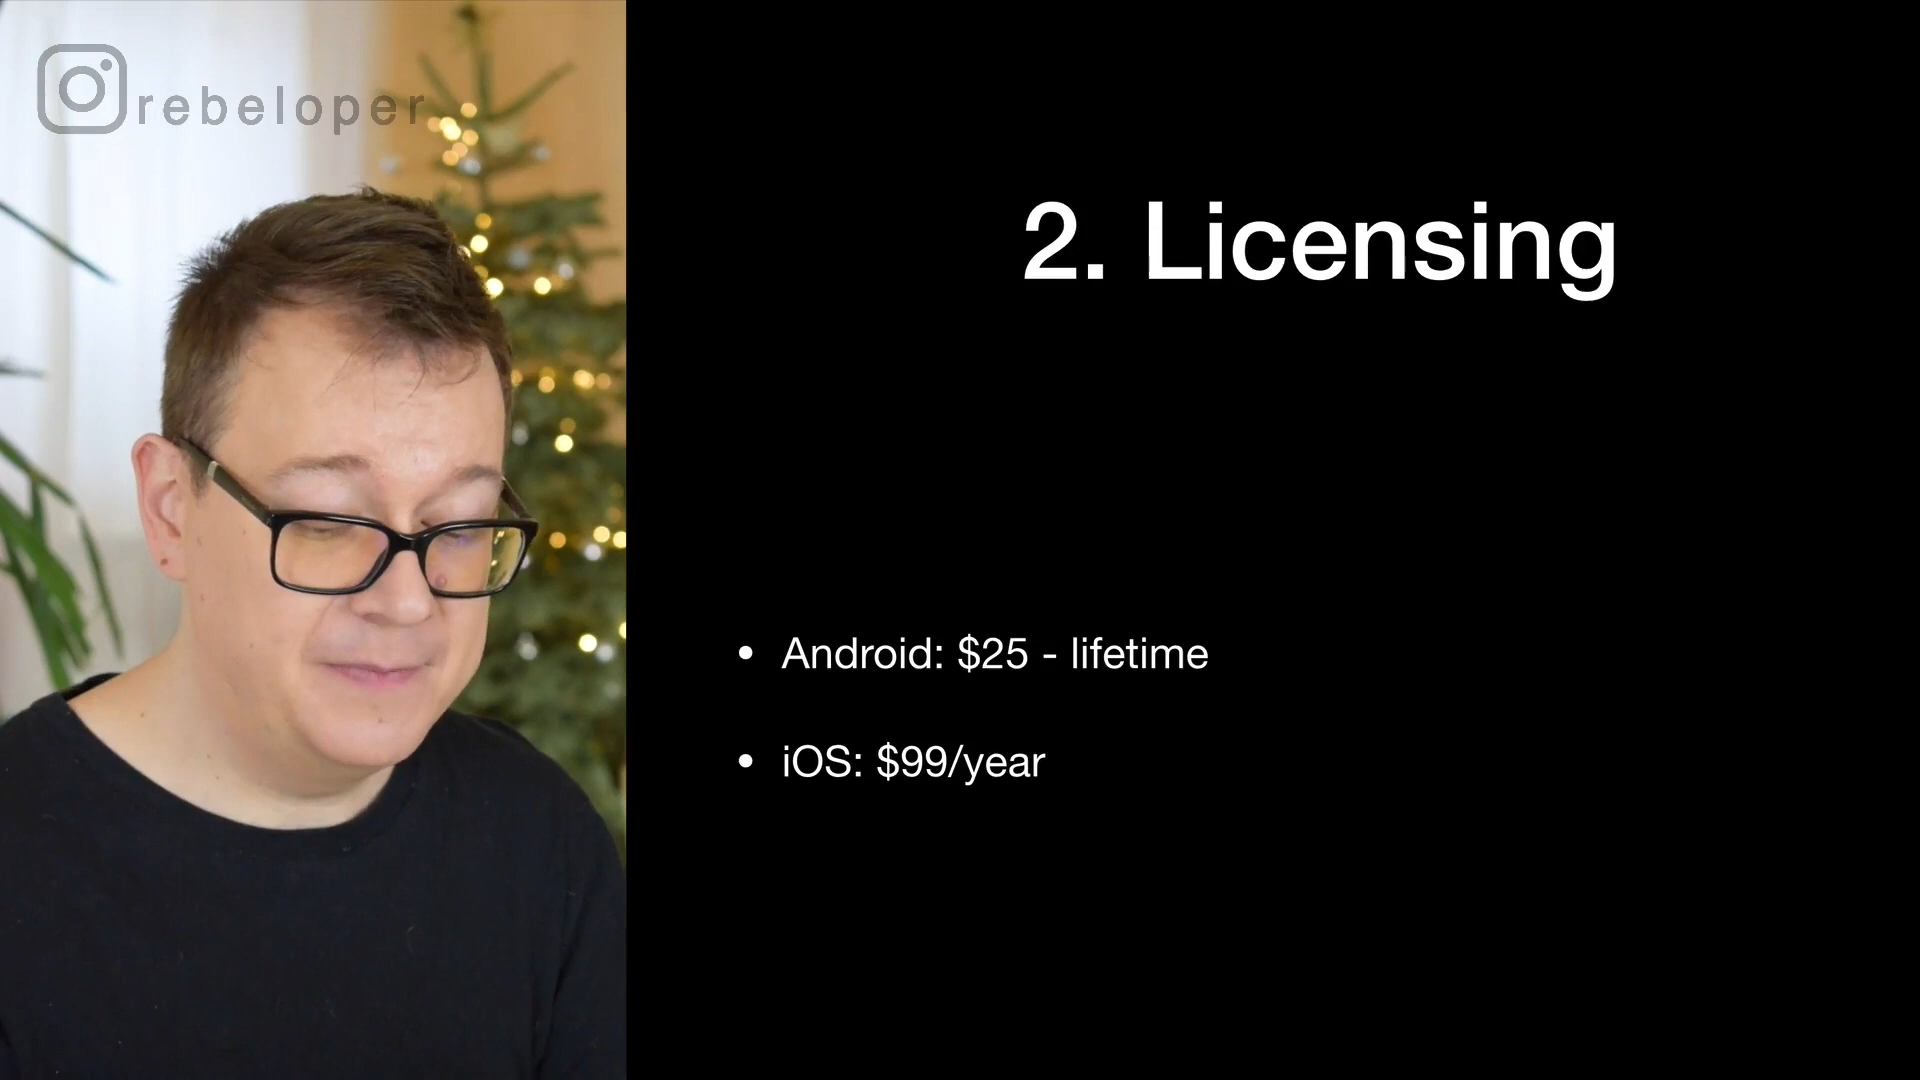 rebeloper
2. Licensing
• Android: $25 - lifetime
• iOS: $99/year